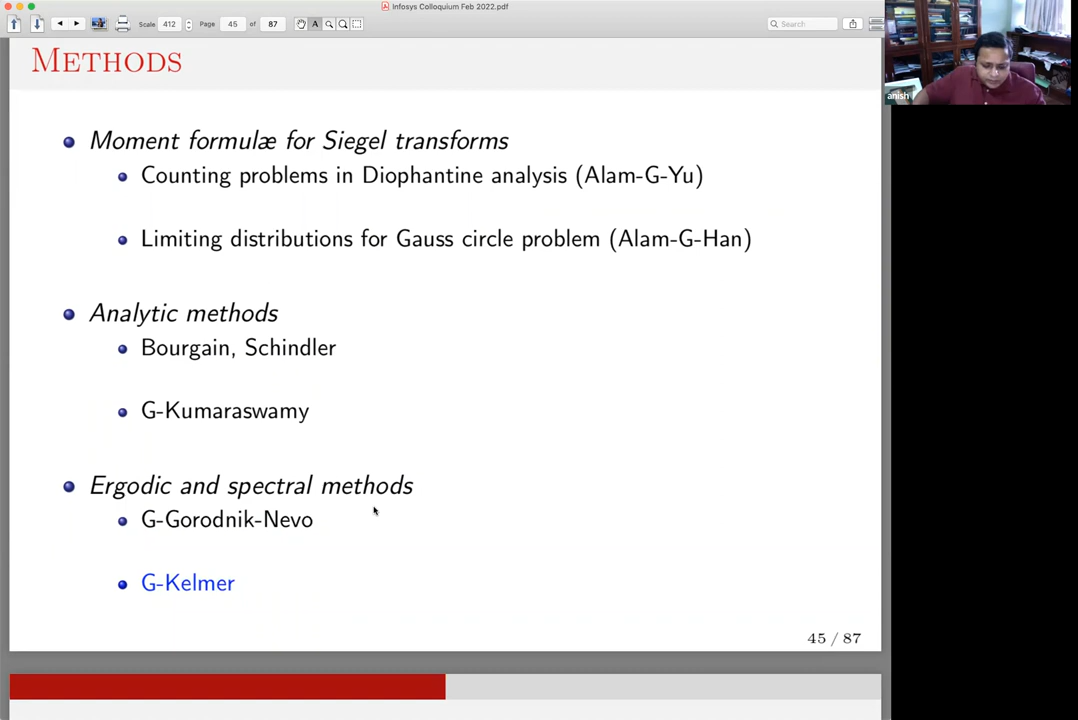 Infosys Colloquium Feb 2022.pdf
Scale 412 Page 45 of 87 Search
METHODS
anish
Moment formulæ for Siegel transforms
Counting problems in Diophantine analysis (Alam-G-Yu)
Limiting distributions for Gauss circle problem (Alam-G-Han)
Analytic methods
Bourgain, Schindler
G-Kumaraswamy
Ergodic and spectral methods
G-Gorodnik-Nevo
G-Kelmer
45 / 87